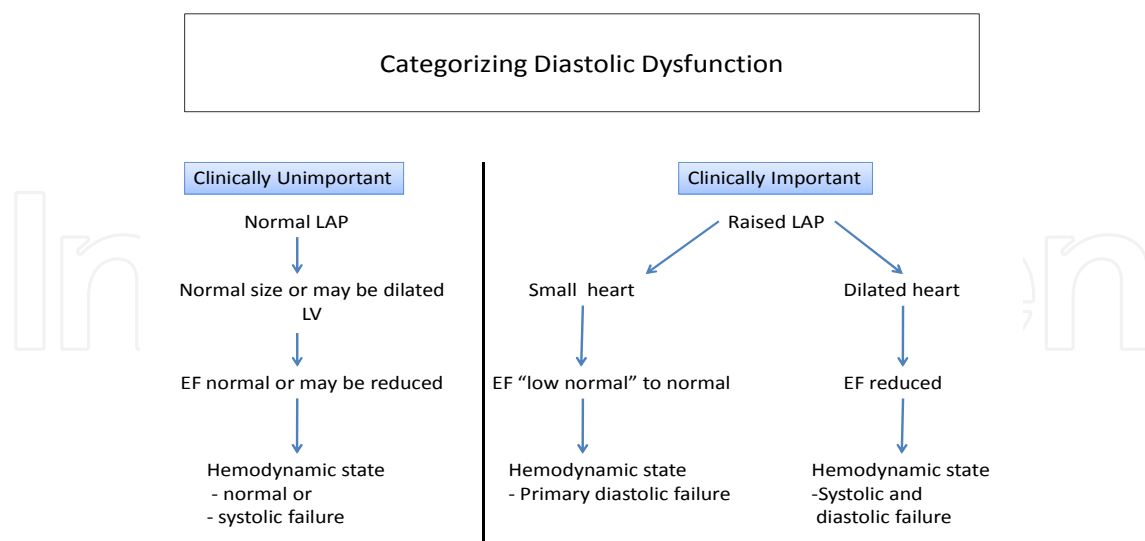 Categorizing Diastolic Dysfunction
Clinically Unimportant
Normal LAP
Normal size or may be dilated
LV
EF normal or may be reduced
Hemodynamic state
- normal or
- systolic failure
Clinically Important
Raised LAP
Small heart
EF “low normal” to normal
Hemodynamic state
- Primary diastolic failure
Dilated heart
EF reduced
Hemodynamic state
-Systolic and
diastolic failure